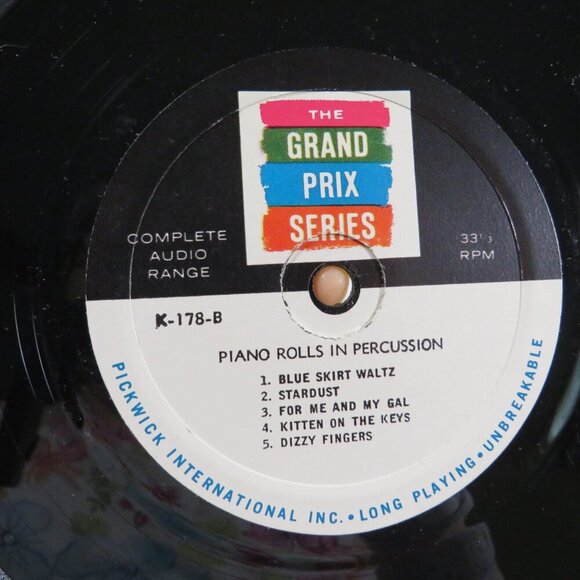 THE
GRAND
PRIX
SERIES
COMPLETE
AUDIO
RANGE
33⅓
RPM
K-178-B
PIANO ROLLS IN PERCUSSION
1. BLUE SKIRT WALTZ
2. STARDUST
3. FOR ME AND MY GAL
4. KITTEN ON THE KEYS
5. DIZZY FINGERS
PICKWICK INTERNATIONAL INC. • LONG PLAYING • UNBREAKABLE